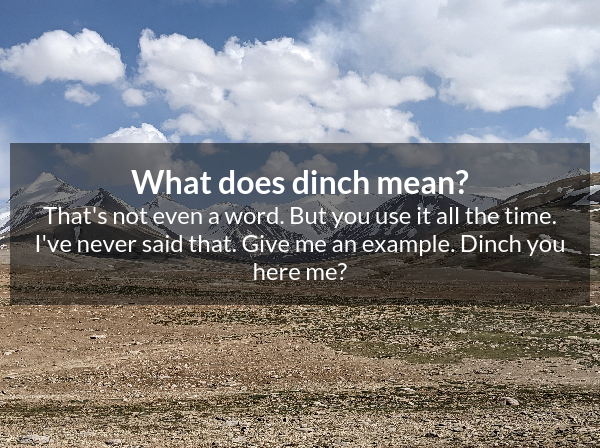 What does dinch mean?
That's not even a word. But you use it all the time.
I've never said that. Give me an example. Dinch you
here me?